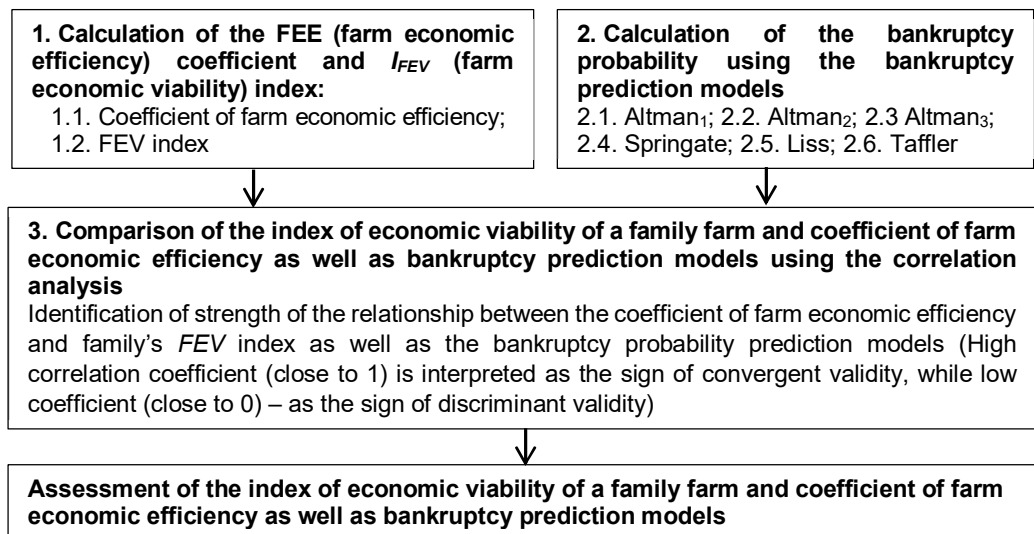 1. Calculation of the FEE (farm economic
efficiency) coefficient and I_FEV (farm
economic viability) index:
1.1. Coefficient of farm economic efficiency;
1.2. FEV index
2. Calculation of the bankruptcy
probability using the bankruptcy
prediction models
2.1. Altman₁; 2.2. Altman₂; 2.3 Altman₃;
2.4. Springate; 2.5. Liss; 2.6. Taffler
3. Comparison of the index of economic viability of a family farm and coefficient of farm
economic efficiency as well as bankruptcy prediction models using the correlation
analysis
Identification of strength of the relationship between the coefficient of farm economic efficiency
and family's FEV index as well as the bankruptcy probability prediction models (High
correlation coefficient (close to 1) is interpreted as the sign of convergent validity, while low
coefficient (close to 0) – as the sign of discriminant validity)
Assessment of the index of economic viability of a family farm and coefficient of farm
economic efficiency as well as bankruptcy prediction models